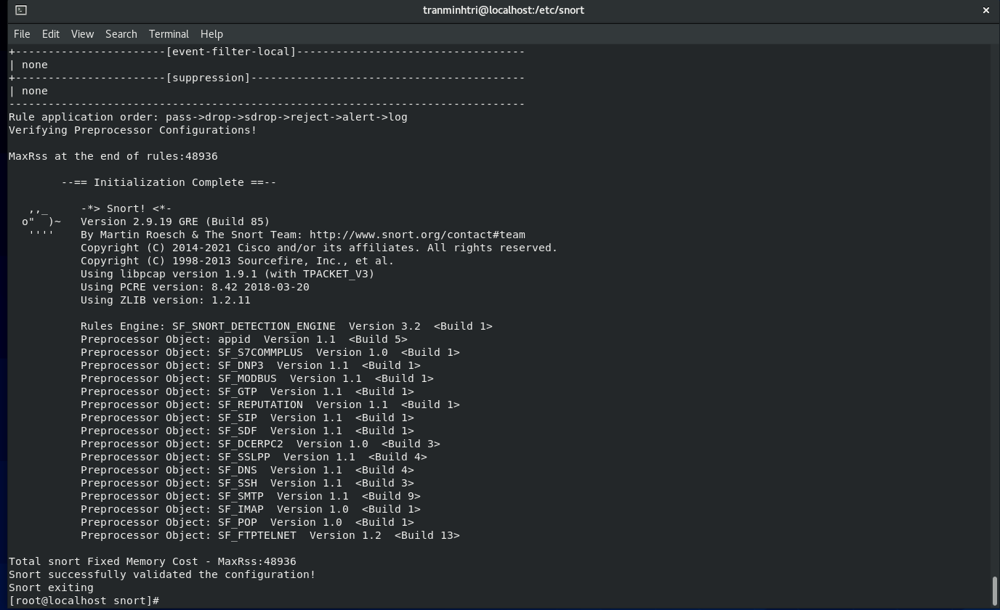 tranminhtri@localhost:/etc/snort
File Edit View Search Terminal Help
+-----------------------[event-filter-local]-----------------------------------
| none
+-----------------------[suppression]------------------------------------------
| none
-------------------------------------------------------------------------------
Rule application order: pass->drop->sdrop->reject->alert->log
Verifying Preprocessor Configurations!
MaxRss at the end of rules:48936
--== Initialization Complete ==--
,,_     -*> Snort! <*-
o"  )~   Version 2.9.19 GRE (Build 85)
''''    By Martin Roesch & The Snort Team: http://www.snort.org/contact#team
Copyright (C) 2014-2021 Cisco and/or its affiliates. All rights reserved.
Copyright (C) 1998-2013 Sourcefire, Inc., et al.
Using libpcap version 1.9.1 (with TPACKET_V3)
Using PCRE version: 8.42 2018-03-20
Using ZLIB version: 1.2.11
Rules Engine: SF_SNORT_DETECTION_ENGINE  Version 3.2  <Build 1>
Preprocessor Object: appid  Version 1.1  <Build 5>
Preprocessor Object: SF_S7COMMPLUS  Version 1.0  <Build 1>
Preprocessor Object: SF_DNP3  Version 1.1  <Build 1>
Preprocessor Object: SF_MODBUS  Version 1.1  <Build 1>
Preprocessor Object: SF_GTP  Version 1.1  <Build 1>
Preprocessor Object: SF_REPUTATION  Version 1.1  <Build 1>
Preprocessor Object: SF_SIP  Version 1.1  <Build 1>
Preprocessor Object: SF_SDF  Version 1.1  <Build 1>
Preprocessor Object: SF_DCERPC2  Version 1.0  <Build 3>
Preprocessor Object: SF_SSLPP  Version 1.1  <Build 4>
Preprocessor Object: SF_DNS  Version 1.1  <Build 4>
Preprocessor Object: SF_SSH  Version 1.1  <Build 3>
Preprocessor Object: SF_SMTP  Version 1.1  <Build 9>
Preprocessor Object: SF_IMAP  Version 1.0  <Build 1>
Preprocessor Object: SF_POP  Version 1.0  <Build 1>
Preprocessor Object: SF_FTPTELNET  Version 1.2  <Build 13>
Total snort Fixed Memory Cost - MaxRss:48936
Snort successfully validated the configuration!
Snort exiting
[root@localhost snort]#